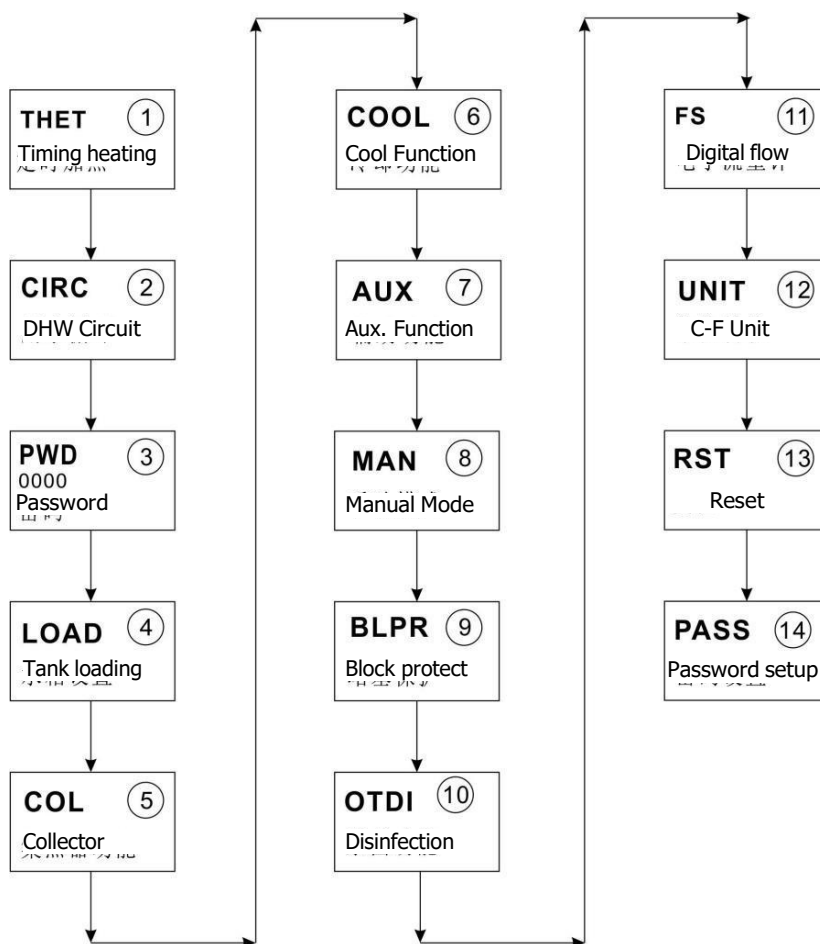 THET 1
Timing heating
CIRC 2
DHW Circuit
PWD 3
0000
Password
LOAD 4
Tank loading
COL 5
Collector
COOL 6
Cool Function
AUX 7
Aux. Function
MAN 8
Manual Mode
BLPR 9
Block protect
OTDI 10
Disinfection
FS 11
Digital flow
UNIT 12
C-F Unit
RST 13
Reset
PASS 14
Password setup